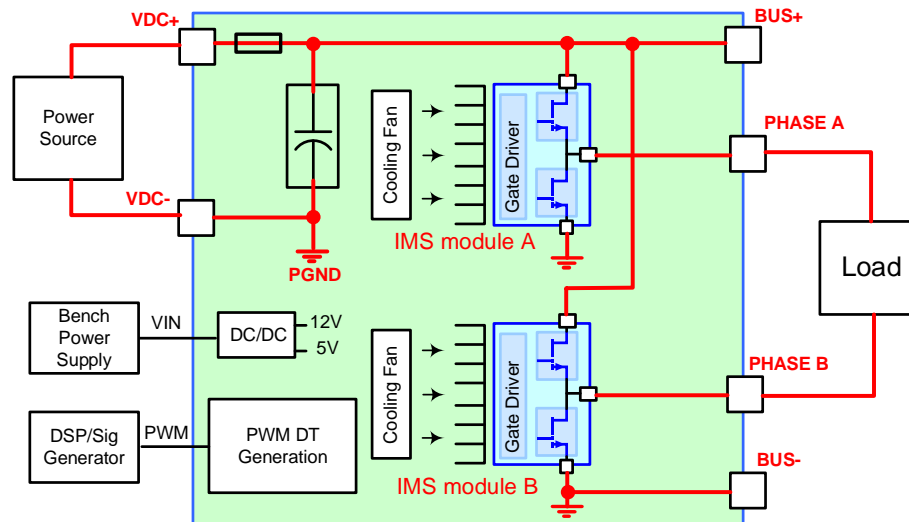 VDC+
BUS+
Power
Source
Cooling Fan
Gate Driver
PHASE A
VDC-
IMS module A
PGND
Load
Bench
Power
Supply
VIN
DC/DC
12V
5V
Cooling Fan
Gate Driver
PHASE B
DSP/Sig
Generator
PWM
PWM DT
Generation
BUS-
IMS module B